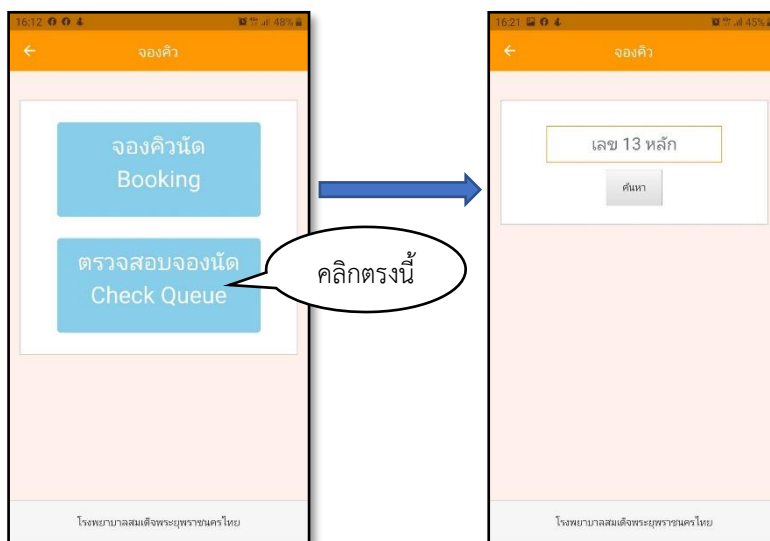 16:12
48%
จองคิว
จองคิวนัด
Booking
ตรวจสอบจองนัด
Check Queue
คลิกตรงนี้
โรงพยาบาลสมเด็จพระยุพราชนครไทย
16:21
45%
จองคิว
เลข 13 หลัก
ค้นหา
โรงพยาบาลสมเด็จพระยุพราชนครไทย